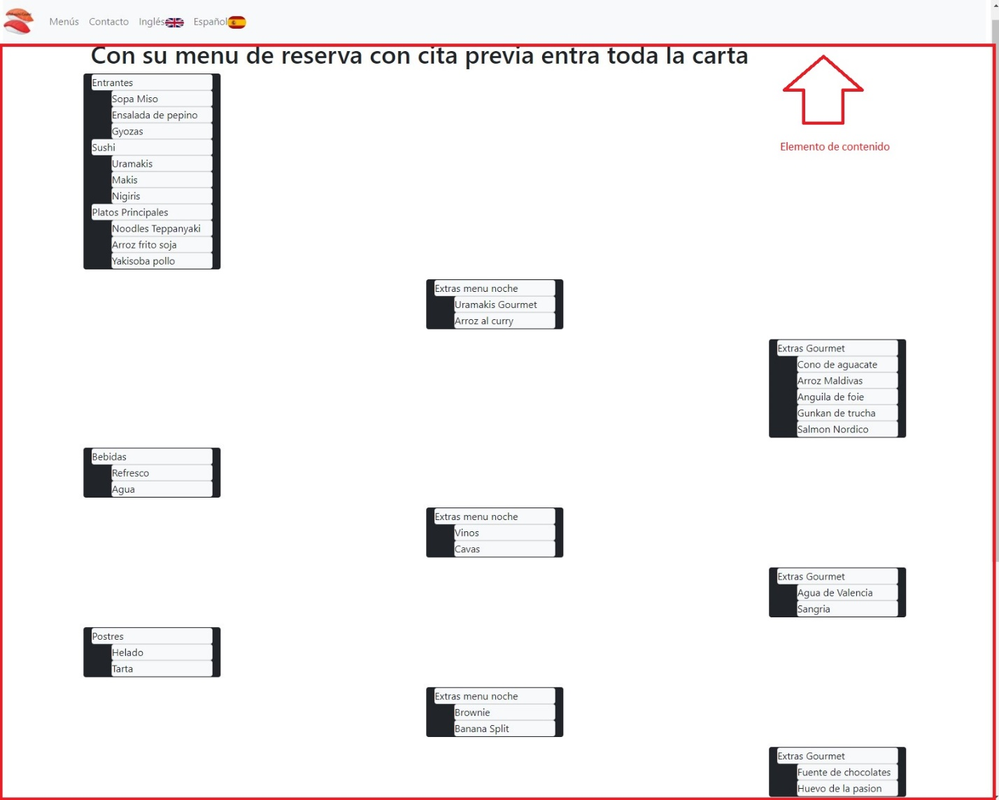 Menús Contacto Inglés Español
Con su menu de reserva con cita previa entra toda la carta
Elemento de contenido
Entrantes
Sopa Miso
Ensalada de pepino
Gyozas
Sushi
Uramakis
Makis
Nigiris
Platos Principales
Noodles Teppanyaki
Arroz frito soja
Yakisoba pollo
Extras menu noche
Uramakis Gourmet
Arroz al curry
Extras Gourmet
Cono de aguacate
Arroz Maldivas
Anguila de foie
Gunkan de trucha
Salmon Nordico
Bebidas
Refresco
Agua
Extras menu noche
Vinos
Cavas
Extras Gourmet
Agua de Valencia
Sangria
Postres
Helado
Tarta
Extras menu noche
Brownie
Banana Split
Extras Gourmet
Fuente de chocolates
Huevo de la pasion